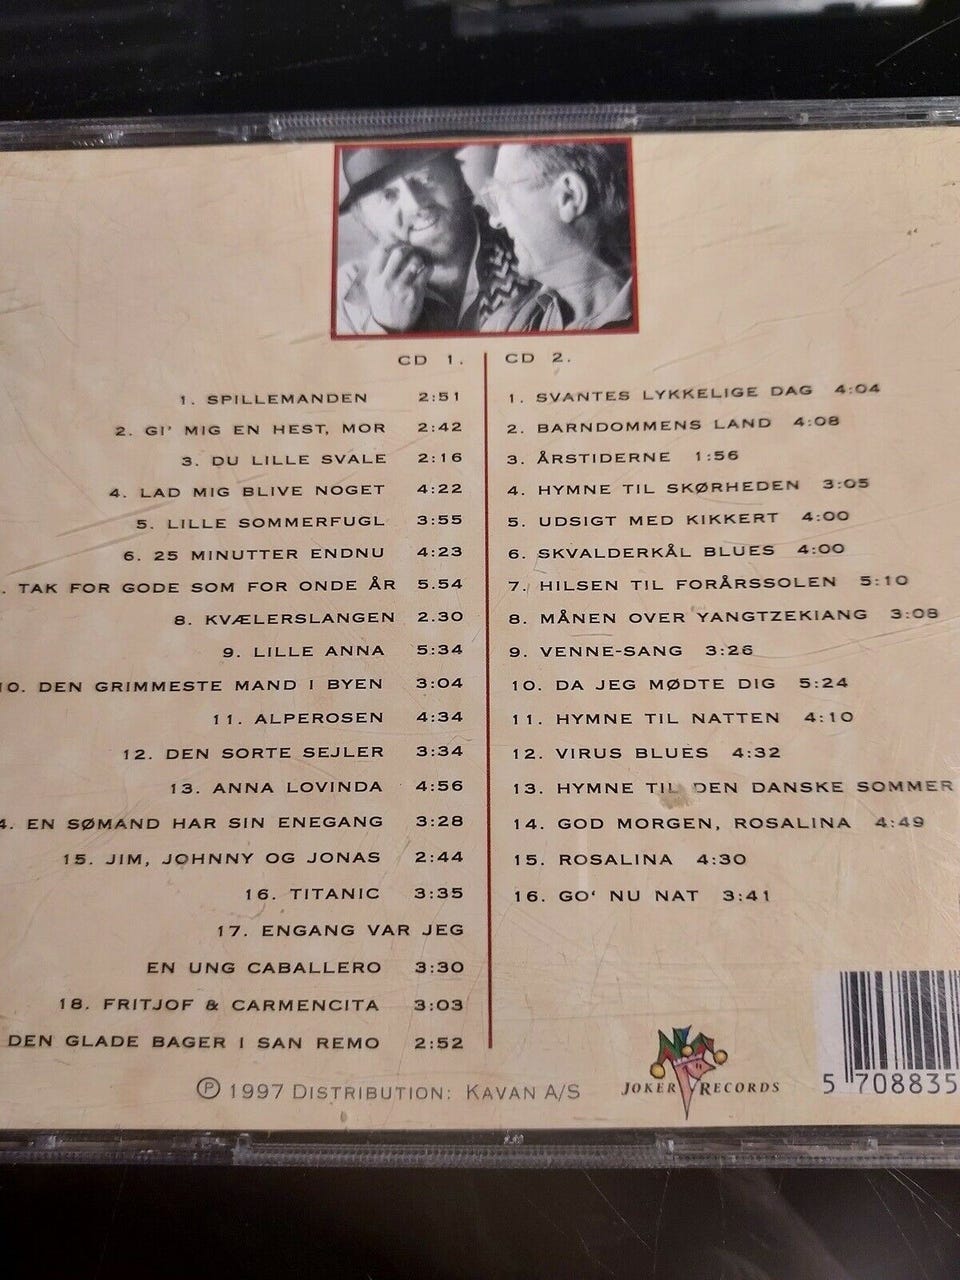 CD 1.
1. SPILLEMANDEN 2:51
2. GI' MIG EN HEST, MOR 2:42
3. DU LILLE SVALE 2:16
4. LAD MIG BLIVE NOGET 4:22
5. LILLE SOMMERFUGL 3:55
6. 25 MINUTTER ENDNU 4:23
. TAK FOR GODE SOM FOR ONDE ÅR 5.54
8. KVÆLERSLANGEN 2.30
9. LILLE ANNA 5:34
10. DEN GRIMMESTE MAND I BYEN 3:04
11. ALPEROSEN 4:34
12. DEN SORTE SEJLER 3:34
13. ANNA LOVINDA 4:56
4. EN SØMAND HAR SIN ENEGANG 3:28
15. JIM, JOHNNY OG JONAS 2:44
16. TITANIC 3:35
17. ENGANG VAR JEG
EN UNG CABALLERO 3:30
18. FRITJOF & CARMENCITA 3:03
DEN GLADE BAGER I SAN REMO 2:52
CD 2.
1. SVANTES LYKKELIGE DAG 4:04
2. BARNDOMMENS LAND 4:08
3. ÅRSTIDERNE 1:56
4. HYMNE TIL SKØRHEDEN 3:05
5. UDSIGT MED KIKKERT 4:00
6. SKVALDERKÅL BLUES 4:00
7. HILSEN TIL FORÅRSSOLEN 5:10
8. MÅNEN OVER YANGTZEKIANG 3:08
9. VENNE-SANG 3:26
10. DA JEG MØDTE DIG 5:24
11. HYMNE TIL NATTEN 4:10
12. VIRUS BLUES 4:32
13. HYMNE TIL DEN DANSKE SOMMER
14. GOD MORGEN, ROSALINA 4:49
15. ROSALINA 4:30
16. GO' NU NAT 3:41
℗ 1997 DISTRIBUTION: KAVAN A/S
JOKER RECORDS
5 708835